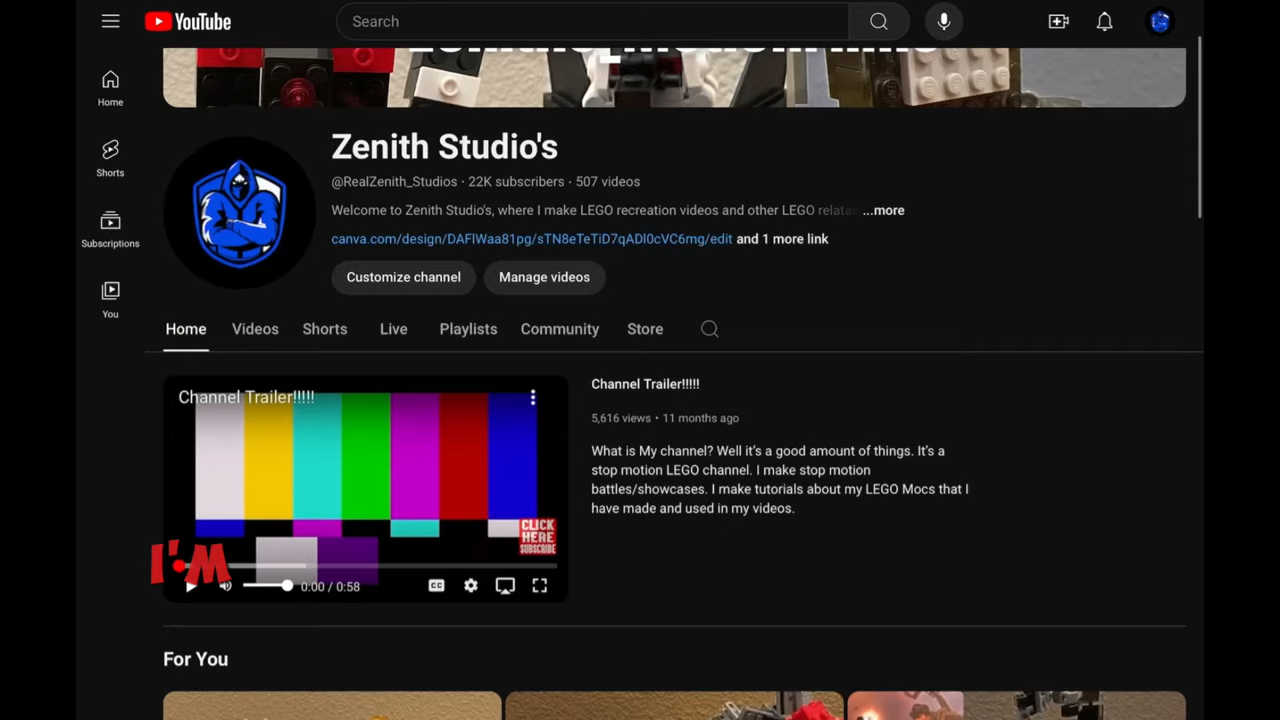 YouTube
Search
Home
Shorts
Subscriptions
You
Zenith Studio's
@RealZenith_Studios · 22K subscribers · 507 videos
Welcome to Zenith Studio's, where I make LEGO recreation videos and other LEGO relata ...more
canva.com/design/DAFlWaa81pg/sTN8eTeTiD7qADl0cVC6mg/edit and 1 more link
Customize channel
Manage videos
Home Videos Shorts Live Playlists Community Store
Channel Trailer!!!!!
CLICK
HERE
SUBSCRIBE
I'M
0:00 / 0:58
CC
Channel Trailer!!!!!
5,616 views • 11 months ago
What is My channel? Well it's a good amount of things. It's a
stop motion LEGO channel. I make stop motion
battles/showcases. I make tutorials about my LEGO Mocs that I
have made and used in my videos.
For You